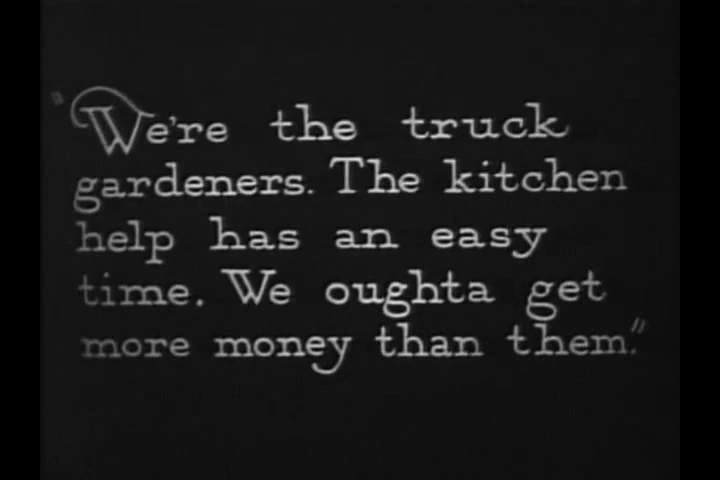 "We're the truck
gardeners. The kitchen
help has an easy
time. We oughta get
more money than them."